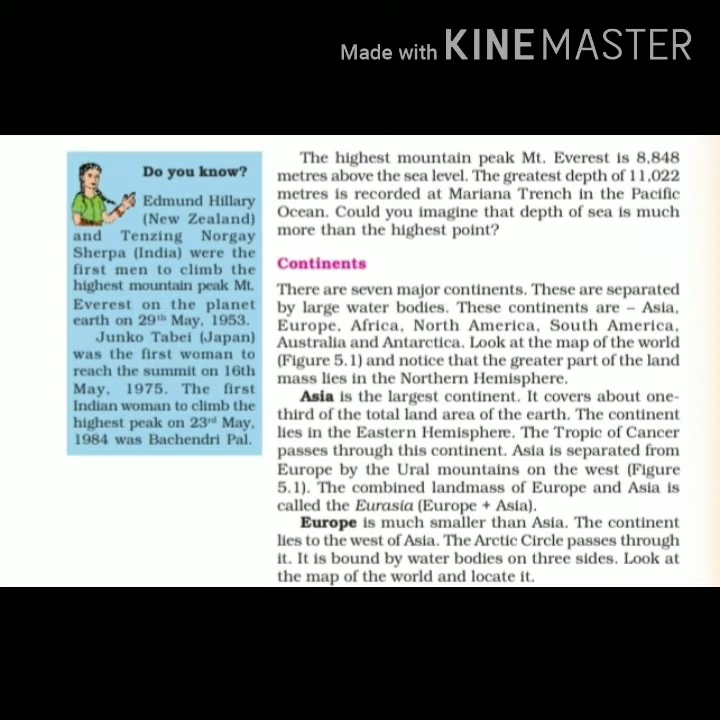 Made with KINEMASTER
Do you know?
Edmund Hillary
(New Zealand)
and Tenzing Norgay
Sherpa (India) were the
first men to climb the
highest mountain peak Mt.
Everest on the planet
earth on 29th May, 1953.
Junko Tabei (Japan)
was the first woman to
reach the summit on 16th
May, 1975. The first
Indian woman to climb the
highest peak on 23rd May,
1984 was Bachendri Pal.
The highest mountain peak Mt. Everest is 8,848
metres above the sea level. The greatest depth of 11,022
metres is recorded at Mariana Trench in the Pacific
Ocean. Could you imagine that depth of sea is much
more than the highest point?
Continents
There are seven major continents. These are separated
by large water bodies. These continents are – Asia,
Europe, Africa, North America, South America,
Australia and Antarctica. Look at the map of the world
(Figure 5.1) and notice that the greater part of the land
mass lies in the Northern Hemisphere.
Asia is the largest continent. It covers about one-
third of the total land area of the earth. The continent
lies in the Eastern Hemisphere. The Tropic of Cancer
passes through this continent. Asia is separated from
Europe by the Ural mountains on the west (Figure
5.1). The combined landmass of Europe and Asia is
called the Eurasia (Europe + Asia).
Europe is much smaller than Asia. The continent
lies to the west of Asia. The Arctic Circle passes through
it. It is bound by water bodies on three sides. Look at
the map of the world and locate it.